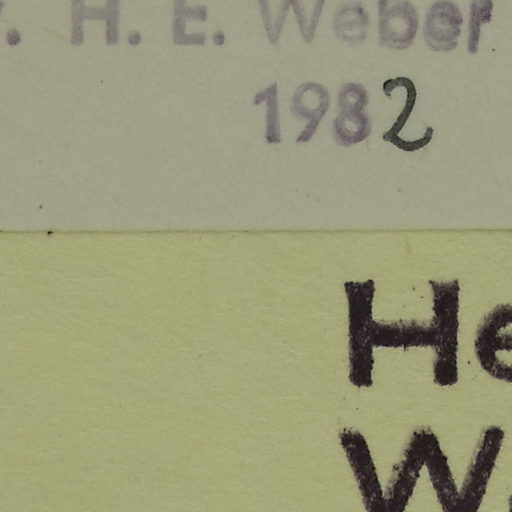 . H. E. Weber
1982
He
W